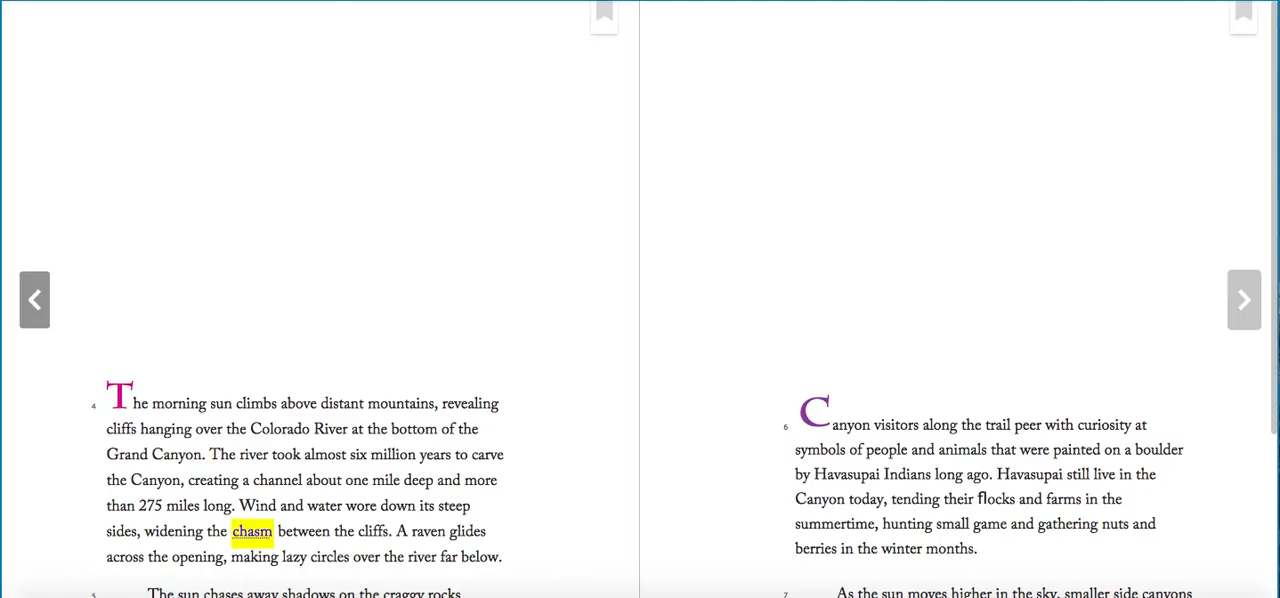 4 The morning sun climbs above distant mountains, revealing
cliffs hanging over the Colorado River at the bottom of the
Grand Canyon. The river took almost six million years to carve
the Canyon, creating a channel about one mile deep and more
than 275 miles long. Wind and water wore down its steep
sides, widening the chasm between the cliffs. A raven glides
across the opening, making lazy circles over the river far below.
5 The sun chases away shadows on the craggy rocks
6 Canyon visitors along the trail peer with curiosity at
symbols of people and animals that were painted on a boulder
by Havasupai Indians long ago. Havasupai still live in the
Canyon today, tending their flocks and farms in the
summertime, hunting small game and gathering nuts and
berries in the winter months.
7 As the sun moves higher in the sky, smaller side canyons